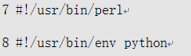 7 #!/usr/bin/perl↵
8 #!/usr/bin/env python↵